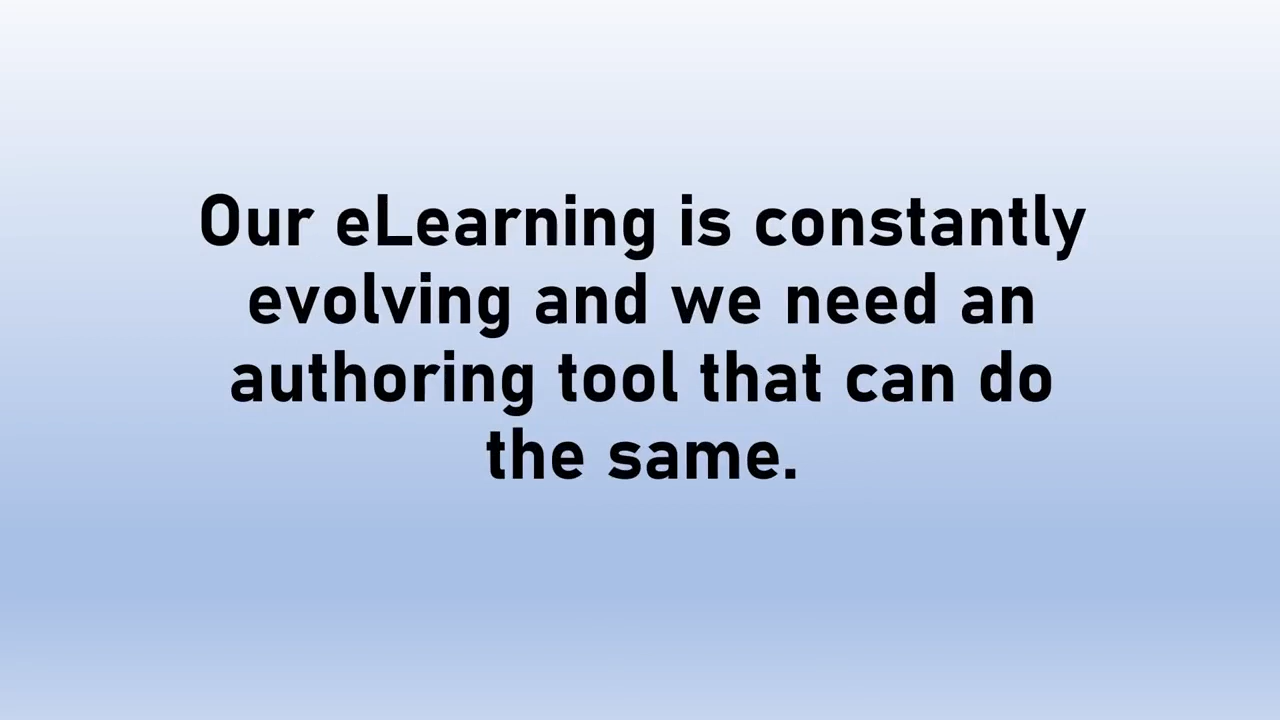 Our eLearning is constantly
evolving and we need an
authoring tool that can do
the same.